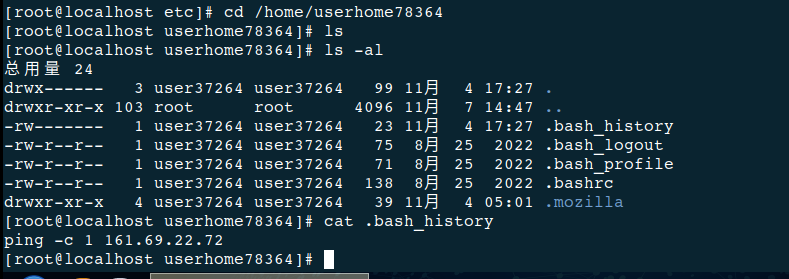 [root@localhost etc]# cd /home/userhome78364
[root@localhost userhome78364]# ls
[root@localhost userhome78364]# ls -al
总用量 24
drwx------   3 user37264 user37264   99 11月  4 17:27 .
drwxr-xr-x 103 root      root      4096 11月  7 14:47 ..
-rw-------   1 user37264 user37264   23 11月  4 17:27 .bash_history
-rw-r--r--   1 user37264 user37264   75  8月 25  2022 .bash_logout
-rw-r--r--   1 user37264 user37264   71  8月 25  2022 .bash_profile
-rw-r--r--   1 user37264 user37264  138  8月 25  2022 .bashrc
drwxr-xr-x   4 user37264 user37264   39 11月  4 05:01 .mozilla
[root@localhost userhome78364]# cat .bash_history
ping -c 1 161.69.22.72
[root@localhost userhome78364]#